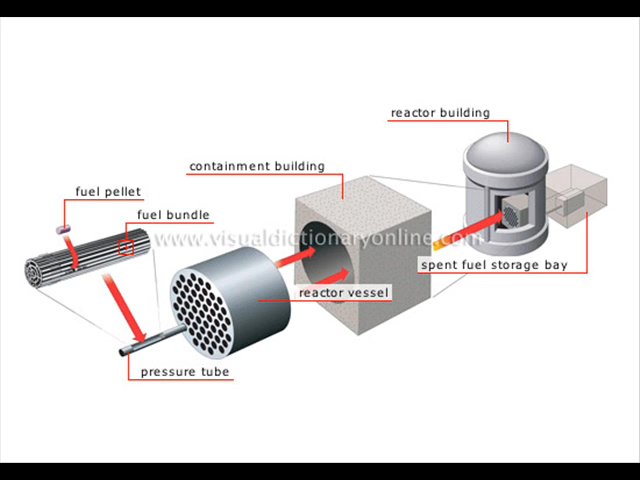 reactor building
containment building
fuel pellet
fuel bundle
www.visualdictionaryonline.com
spent fuel storage bay
reactor vessel
pressure tube